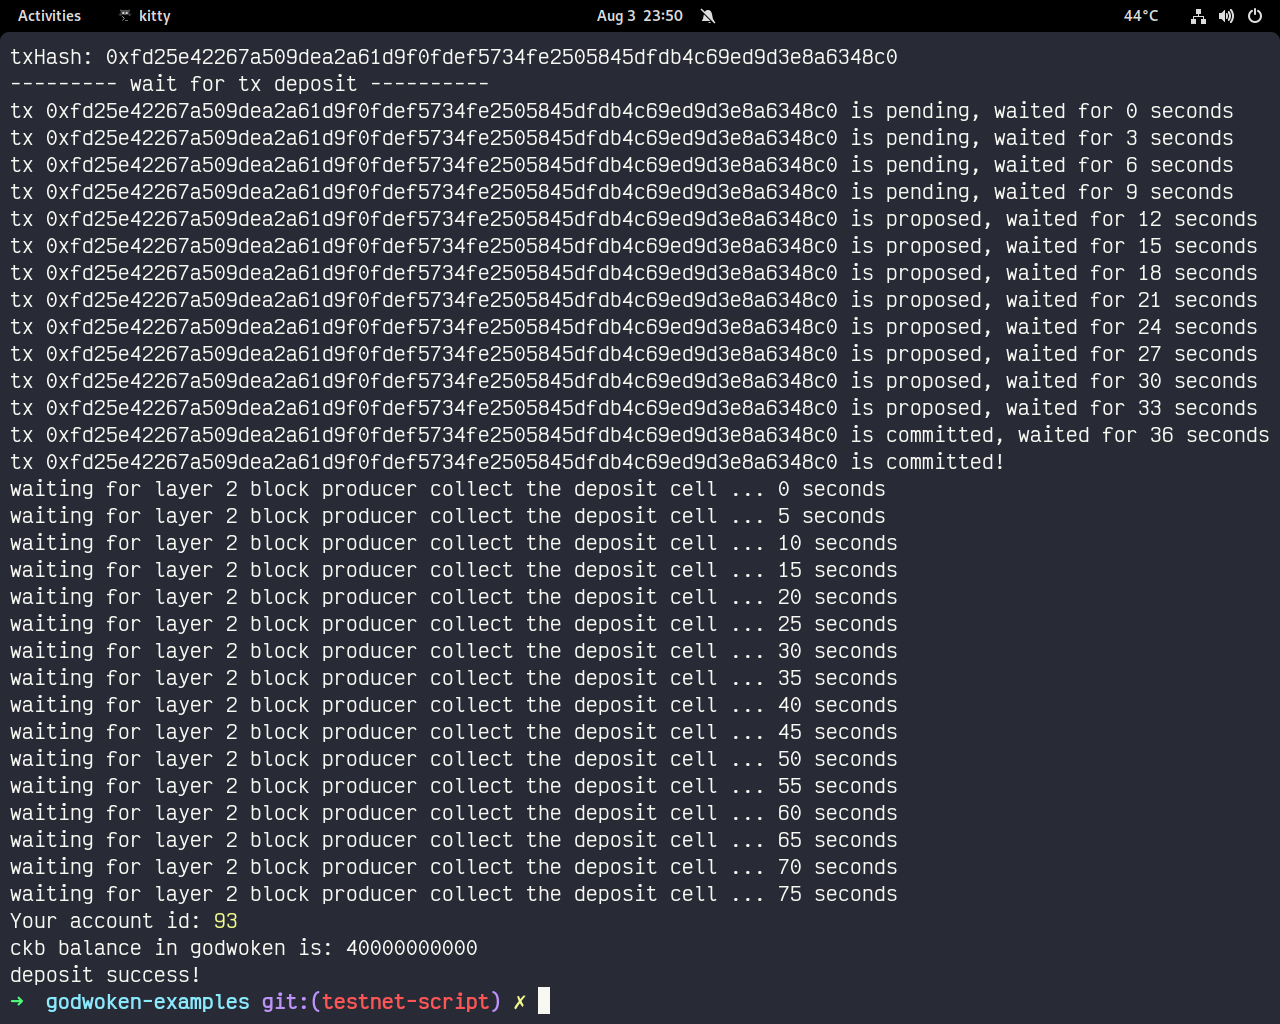 Activities kitty Aug 3 23:50 44°C
txHash: 0xfd25e42267a509dea2a61d9f0fdef5734fe2505845dfdb4c69ed9d3e8a6348c0
--------- wait for tx deposit ----------
tx 0xfd25e42267a509dea2a61d9f0fdef5734fe2505845dfdb4c69ed9d3e8a6348c0 is pending, waited for 0 seconds
tx 0xfd25e42267a509dea2a61d9f0fdef5734fe2505845dfdb4c69ed9d3e8a6348c0 is pending, waited for 3 seconds
tx 0xfd25e42267a509dea2a61d9f0fdef5734fe2505845dfdb4c69ed9d3e8a6348c0 is pending, waited for 6 seconds
tx 0xfd25e42267a509dea2a61d9f0fdef5734fe2505845dfdb4c69ed9d3e8a6348c0 is pending, waited for 9 seconds
tx 0xfd25e42267a509dea2a61d9f0fdef5734fe2505845dfdb4c69ed9d3e8a6348c0 is proposed, waited for 12 seconds
tx 0xfd25e42267a509dea2a61d9f0fdef5734fe2505845dfdb4c69ed9d3e8a6348c0 is proposed, waited for 15 seconds
tx 0xfd25e42267a509dea2a61d9f0fdef5734fe2505845dfdb4c69ed9d3e8a6348c0 is proposed, waited for 18 seconds
tx 0xfd25e42267a509dea2a61d9f0fdef5734fe2505845dfdb4c69ed9d3e8a6348c0 is proposed, waited for 21 seconds
tx 0xfd25e42267a509dea2a61d9f0fdef5734fe2505845dfdb4c69ed9d3e8a6348c0 is proposed, waited for 24 seconds
tx 0xfd25e42267a509dea2a61d9f0fdef5734fe2505845dfdb4c69ed9d3e8a6348c0 is proposed, waited for 27 seconds
tx 0xfd25e42267a509dea2a61d9f0fdef5734fe2505845dfdb4c69ed9d3e8a6348c0 is proposed, waited for 30 seconds
tx 0xfd25e42267a509dea2a61d9f0fdef5734fe2505845dfdb4c69ed9d3e8a6348c0 is proposed, waited for 33 seconds
tx 0xfd25e42267a509dea2a61d9f0fdef5734fe2505845dfdb4c69ed9d3e8a6348c0 is committed, waited for 36 seconds
tx 0xfd25e42267a509dea2a61d9f0fdef5734fe2505845dfdb4c69ed9d3e8a6348c0 is committed!
waiting for layer 2 block producer collect the deposit cell ... 0 seconds
waiting for layer 2 block producer collect the deposit cell ... 5 seconds
waiting for layer 2 block producer collect the deposit cell ... 10 seconds
waiting for layer 2 block producer collect the deposit cell ... 15 seconds
waiting for layer 2 block producer collect the deposit cell ... 20 seconds
waiting for layer 2 block producer collect the deposit cell ... 25 seconds
waiting for layer 2 block producer collect the deposit cell ... 30 seconds
waiting for layer 2 block producer collect the deposit cell ... 35 seconds
waiting for layer 2 block producer collect the deposit cell ... 40 seconds
waiting for layer 2 block producer collect the deposit cell ... 45 seconds
waiting for layer 2 block producer collect the deposit cell ... 50 seconds
waiting for layer 2 block producer collect the deposit cell ... 55 seconds
waiting for layer 2 block producer collect the deposit cell ... 60 seconds
waiting for layer 2 block producer collect the deposit cell ... 65 seconds
waiting for layer 2 block producer collect the deposit cell ... 70 seconds
waiting for layer 2 block producer collect the deposit cell ... 75 seconds
Your account id: 93
ckb balance in godwoken is: 40000000000
deposit success!
➜ godwoken-examples git:(testnet-script) ✗